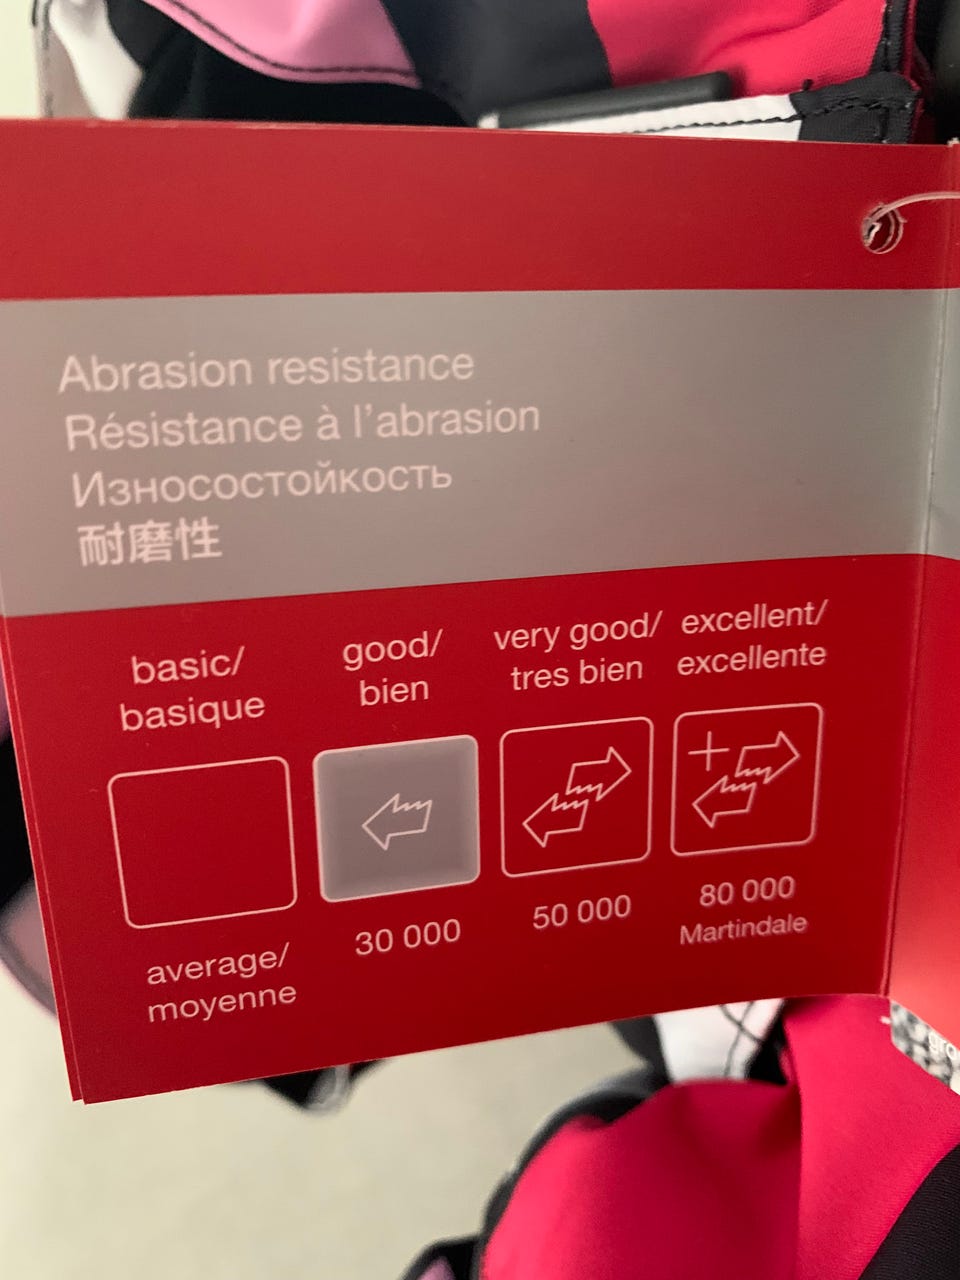 Abrasion resistance
Résistance à l'abrasion
Износостойкость
耐磨性
basic/
basique
good/
bien
very good/
tres bien
excellent/
excellente
30 000
50 000
80 000
Martindale
average/
moyenne
gro